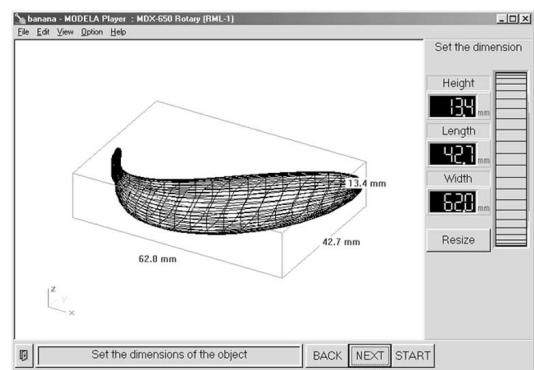 banana - MODELA Player : MDX-650 Rotary [RML-1]
File Edit View Option Help
Set the dimension
Height
13.4 mm
Length
42.7 mm
Width
62.0 mm
Resize
13.4 mm
42.7 mm
62.0 mm
Z
Y
X
Set the dimensions of the object
BACK NEXT START